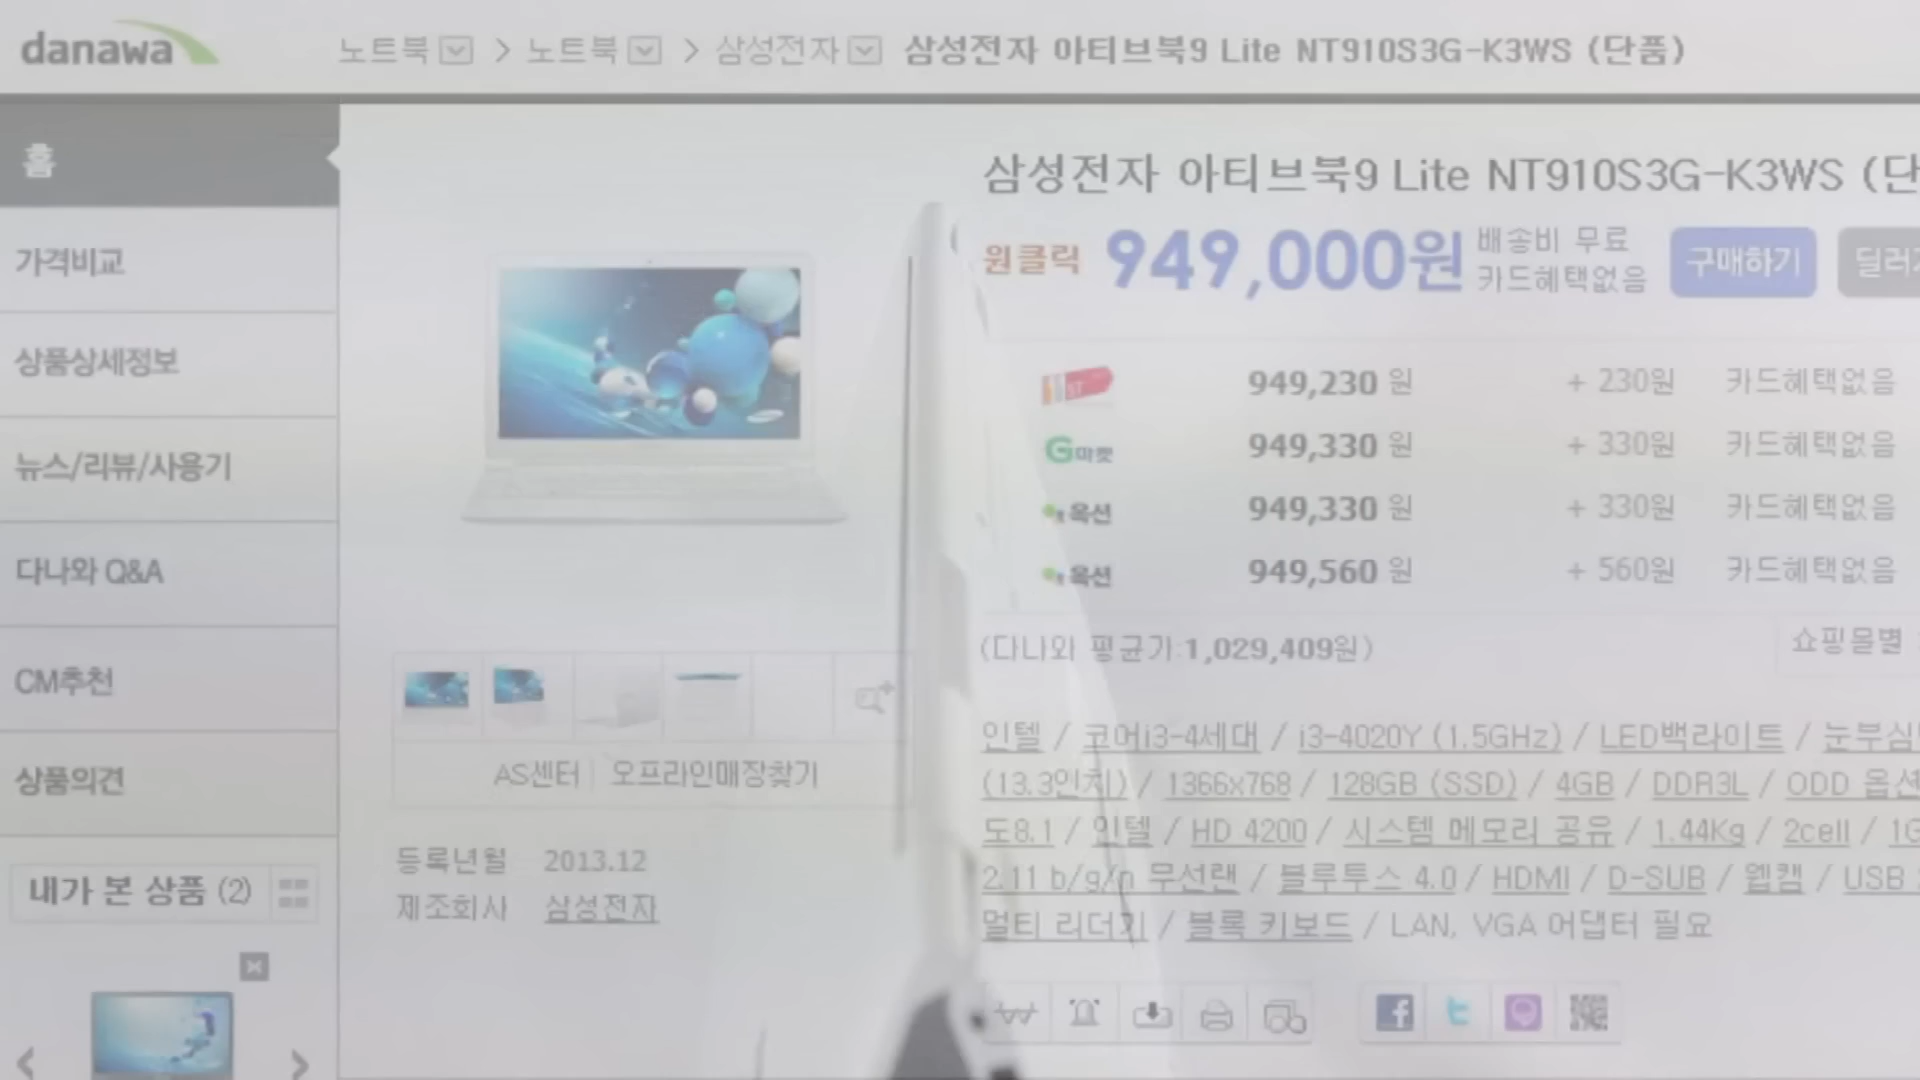 danawa
노트북 > 노트북 > 삼성전자 삼성전자 아티브북9 Lite NT910S3G-K3WS (단품)
홈
가격비교
상품상세정보
뉴스/리뷰/사용기
다나와 Q&A
CM추천
상품의견
내가 본 상품 (2)
AS센터 | 오프라인매장찾기
등록년월 2013.12
제조회사 삼성전자
삼성전자 아티브북9 Lite NT910S3G-K3WS (단
원클릭 949,000원 배송비 무료
카드혜택없음
구매하기 딜러
949,230 원 + 230원 카드혜택없음
G마켓 949,330 원 + 330원 카드혜택없음
옥션 949,330 원 + 330원 카드혜택없음
옥션 949,560 원 + 560원 카드혜택없음
(다나와 평균가:1,029,409원)
쇼핑몰별
인텔 / 코어i3-4세대 / i3-4020Y (1.5GHz) / LED백라이트 / 눈부심
(13.3인치) / 1366x768 / 128GB (SSD) / 4GB / DDR3L / ODD 옵션
도8.1 / 인텔 / HD 4200 / 시스템 메모리 공유 / 1.44Kg / 2cell / 1G
2.11 b/g/n 무선랜 / 블루투스 4.0 / HDMI / D-SUB / 웹캠 / USB
멀티 리더기 / 블록 키보드 / LAN, VGA 어댑터 필요